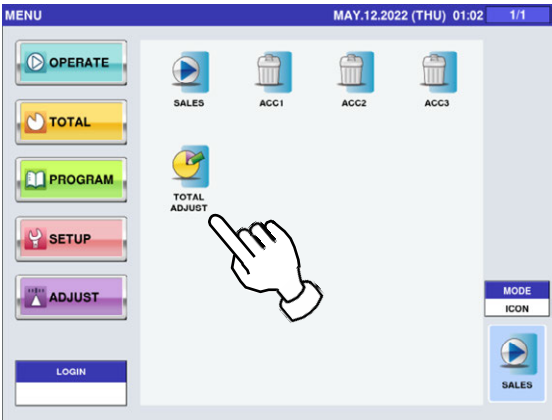 MENU
MAY.12.2022 (THU) 01:02
1/1
OPERATE
TOTAL
PROGRAM
SETUP
ADJUST
LOGIN
SALES
ACC1
ACC2
ACC3
TOTAL
ADJUST
MODE
ICON
SALES